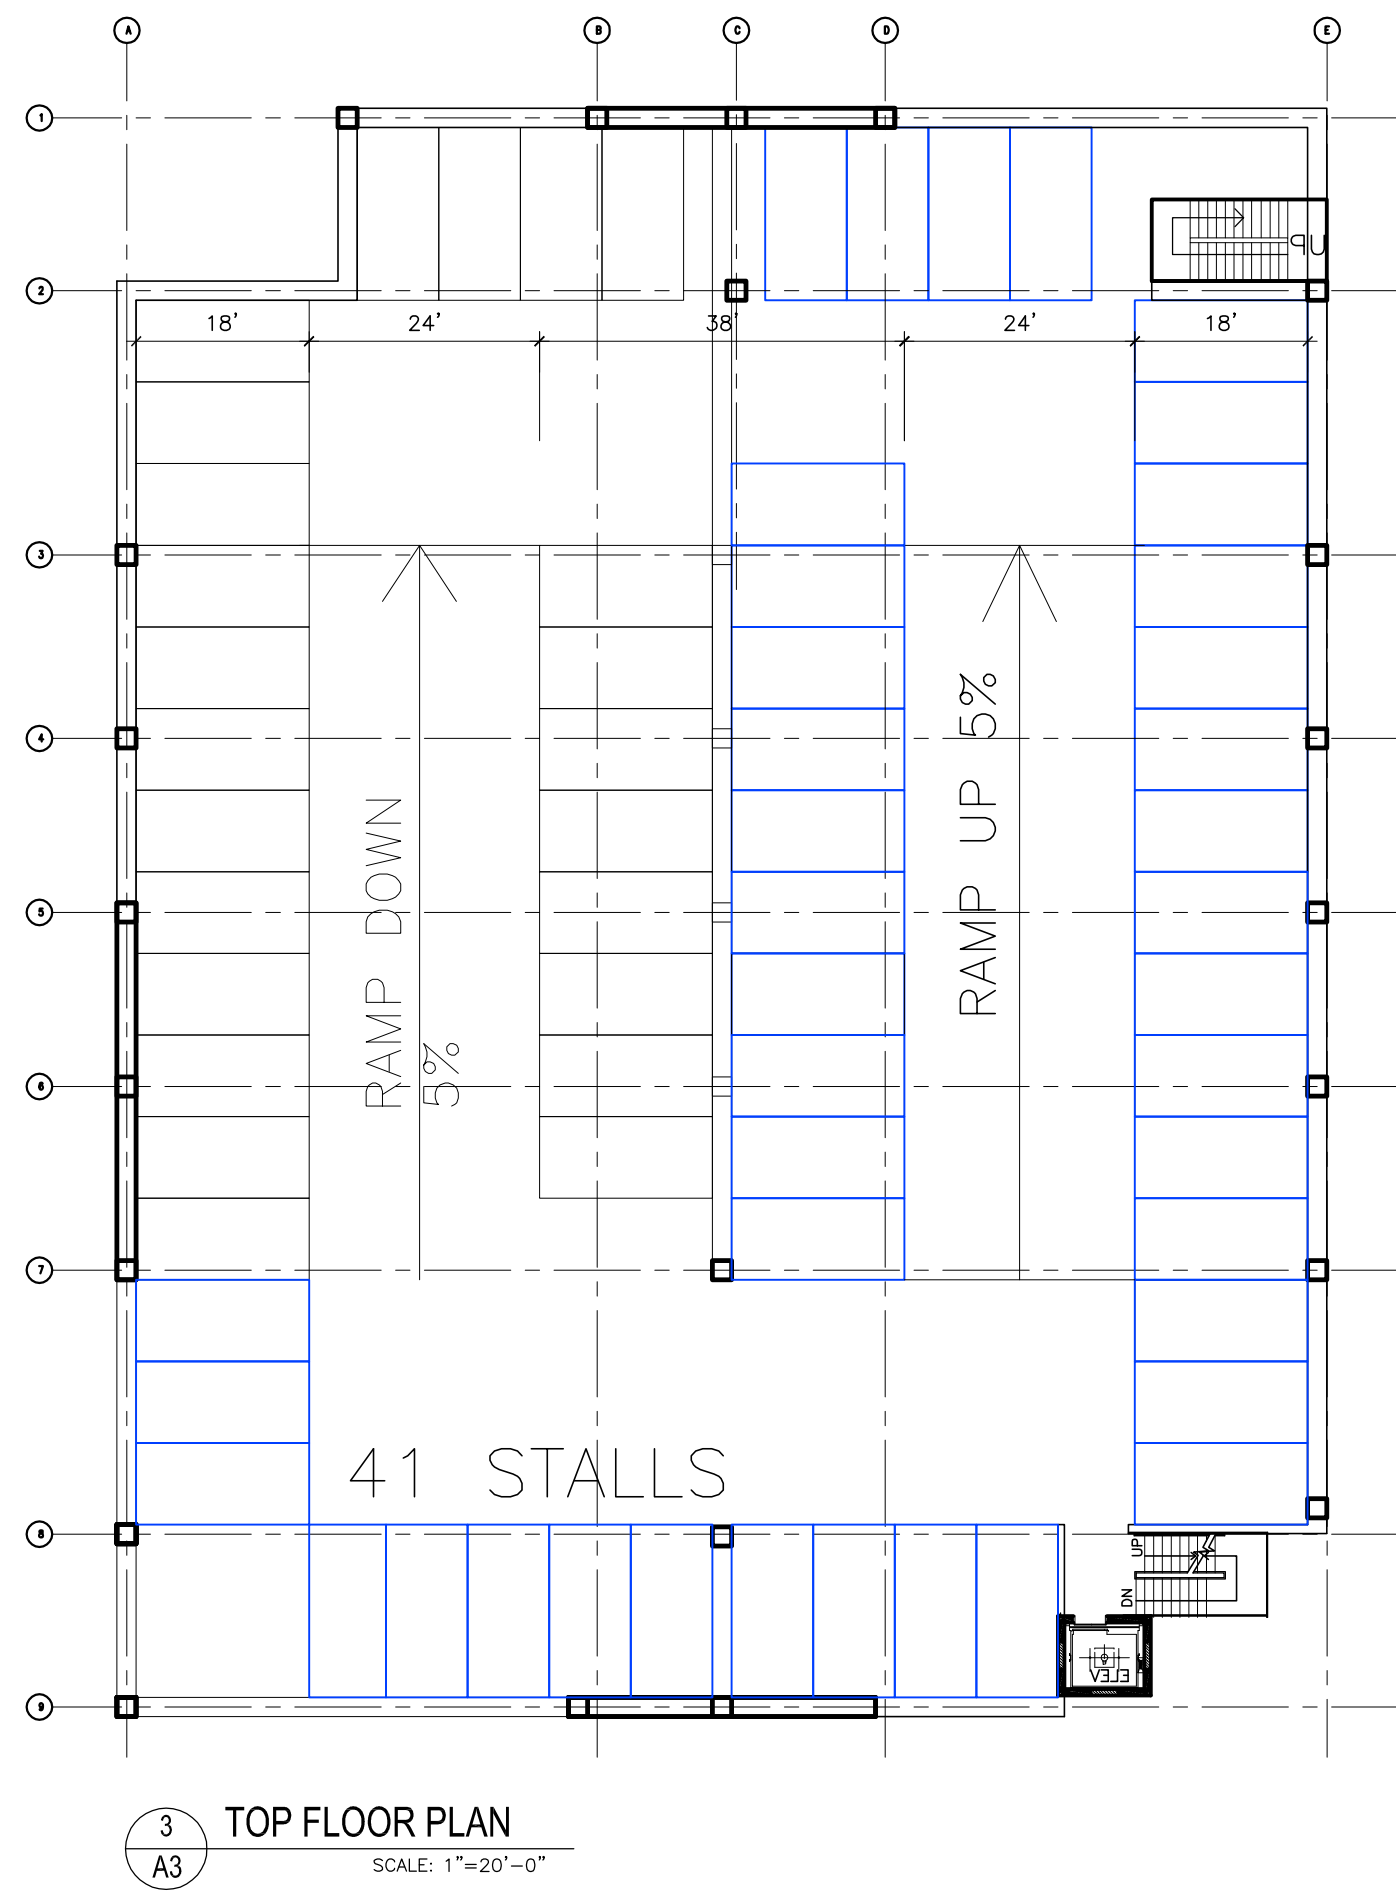 A B C D E
1
2
18' 24' 38' 24' 18'
3
4
5
6
7
8
9
UP
RAMP DOWN
5%
RAMP UP 5%
41 STALLS
UP
DN
ELEV
3
A3
TOP FLOOR PLAN
SCALE: 1"=20'-0"